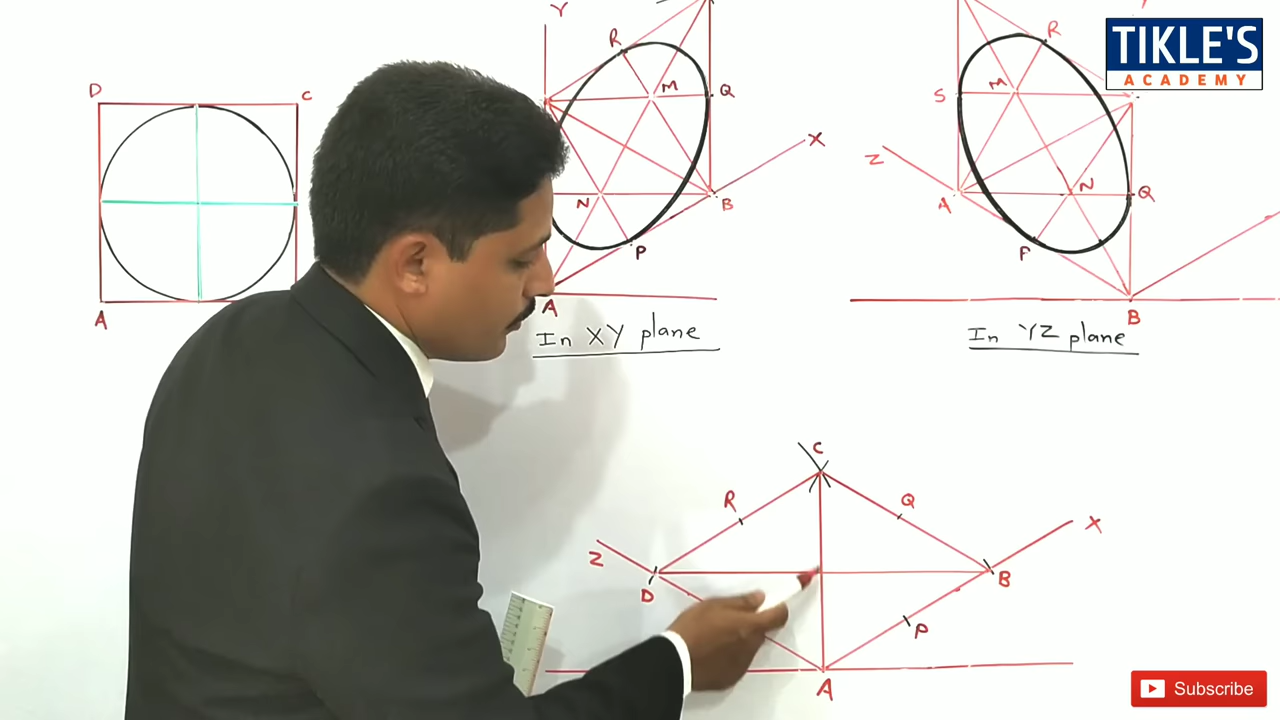 TIKLE'S
ACADEMY
D
C
A
Y
R
M
Q
X
N
B
P
A
In XY plane
R
S
M
Z
A
N
Q
P
B
In YZ plane
C
R
Q
X
Z
D
B
P
A
Subscribe